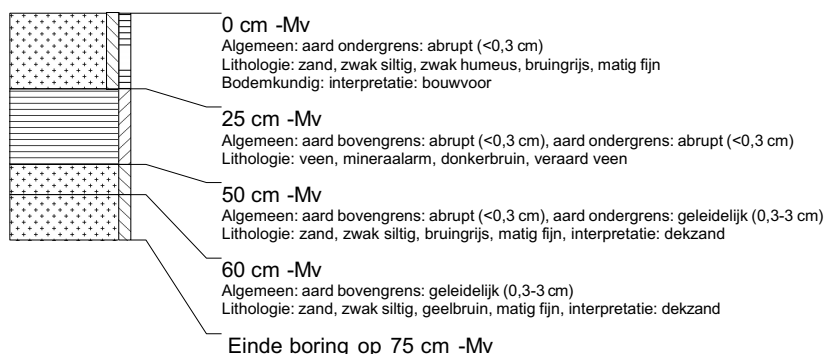 0 cm -Mv
Algemeen: aard ondergrens: abrupt (<0,3 cm)
Lithologie: zand, zwak siltig, zwak humeus, bruingrijs, matig fijn
Bodemkundig: interpretatie: bouwvoor
25 cm -Mv
Algemeen: aard bovengrens: abrupt (<0,3 cm), aard ondergrens: abrupt (<0,3 cm)
Lithologie: veen, mineraalarm, donkerbruin, veraard veen
50 cm -Mv
Algemeen: aard bovengrens: abrupt (<0,3 cm), aard ondergrens: geleidelijk (0,3-3 cm)
Lithologie: zand, zwak siltig, bruingrijs, matig fijn, interpretatie: dekzand
60 cm -Mv
Algemeen: aard bovengrens: geleidelijk (0,3-3 cm)
Lithologie: zand, zwak siltig, geelbruin, matig fijn, interpretatie: dekzand
Einde boring op 75 cm -Mv